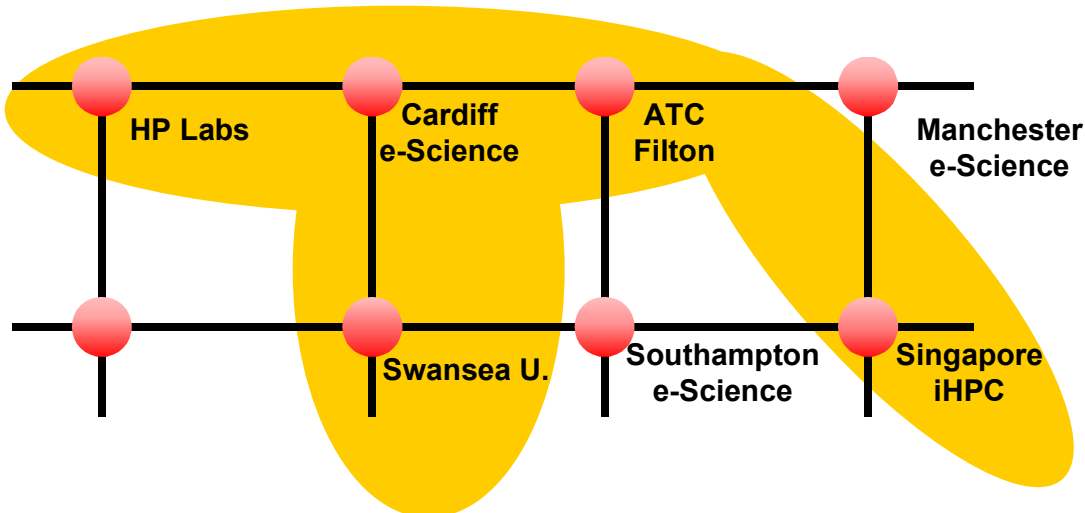 HP Labs
Cardiff
e-Science
ATC
Filton
Manchester
e-Science
Swansea U.
Southampton
e-Science
Singapore
iHPC